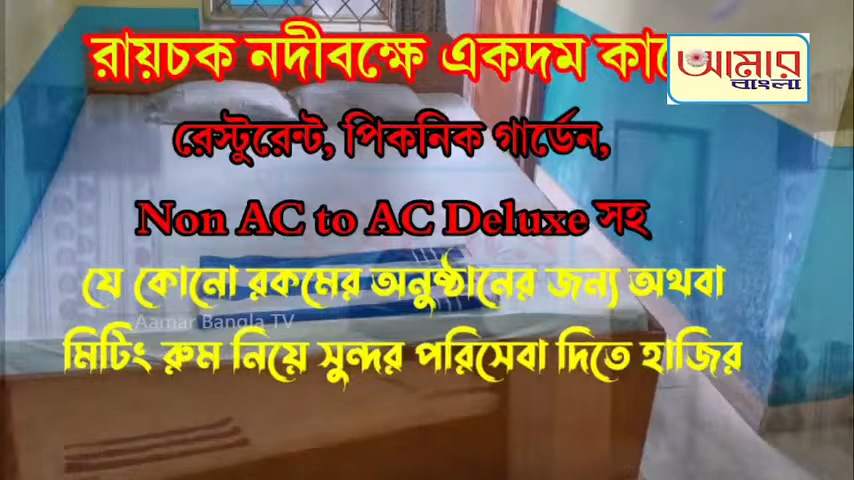 রায়চক নদীবক্ষে একদম
আমার
বাংলা
রেস্টুরেন্ট, পিকনিক গার্ডেন,
Non AC to AC Deluxe সহ
যে কোনো রকমের অনুষ্ঠানের জন্য অথবা
Aamar Bangla TV
মিটিং রুম নিয়ে সুন্দর পরিসেবা দিতে হাজির